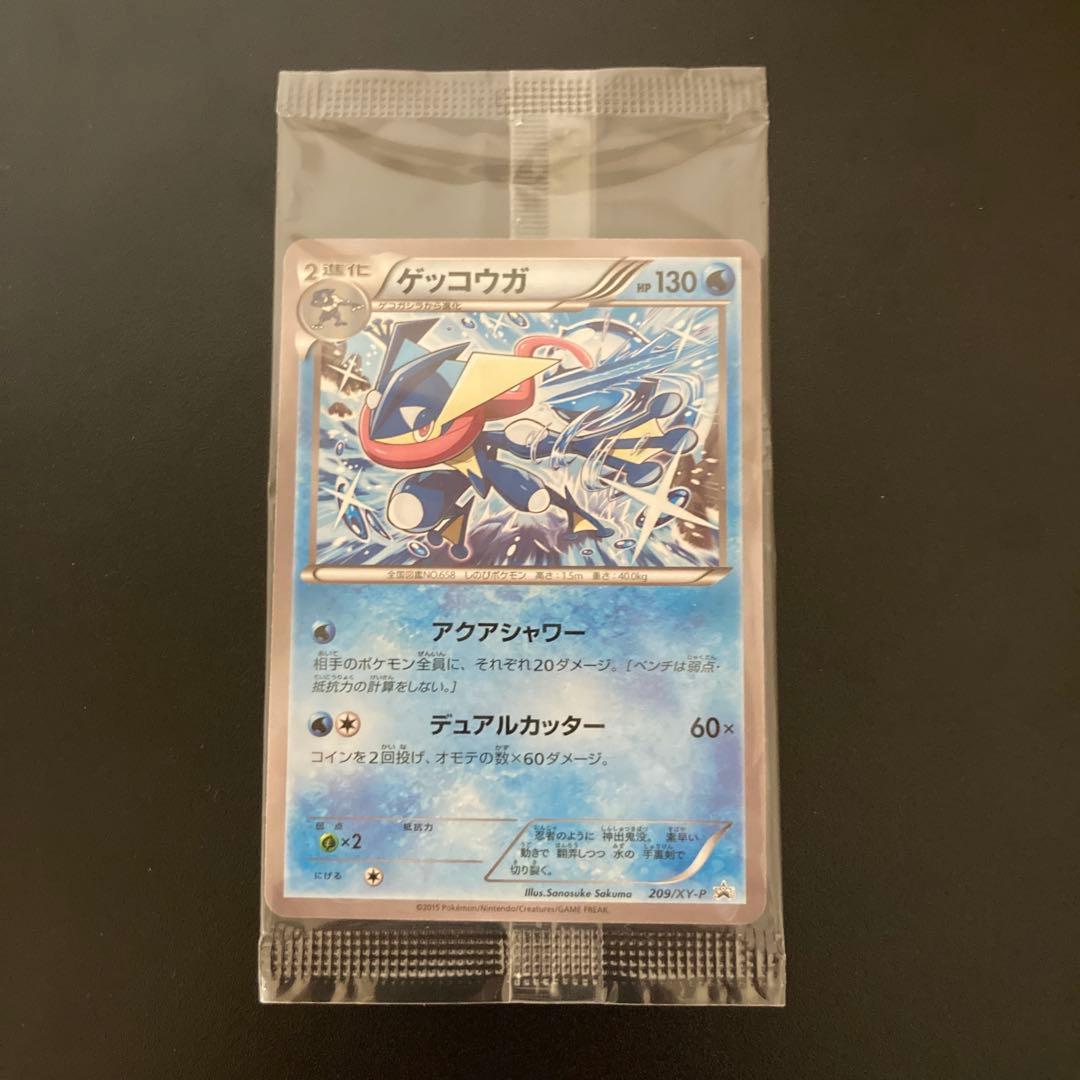 2進化 ゲッコウガ HP 130
ゲコガシラから進化
全国図鑑NO.658 しのびポケモン 高さ:1.5m 重さ:40.0kg
アクアシャワー
相手のポケモン全員に、それぞれ20ダメージ。[ベンチは弱点・
抵抗力の計算をしない。]
デュアルカッター 60×
コインを2回投げ、オモテの数×60ダメージ。
弱点 抵抗力
×2
忍者のように 神出鬼没。 素早い
動きで 翻弄しつつ 水の 手裏剣で
切り裂く。
にげる
Illus.Sanosuke Sakuma 209/XY-P
©2015 Pokémon/Nintendo/Creatures/GAME FREAK.